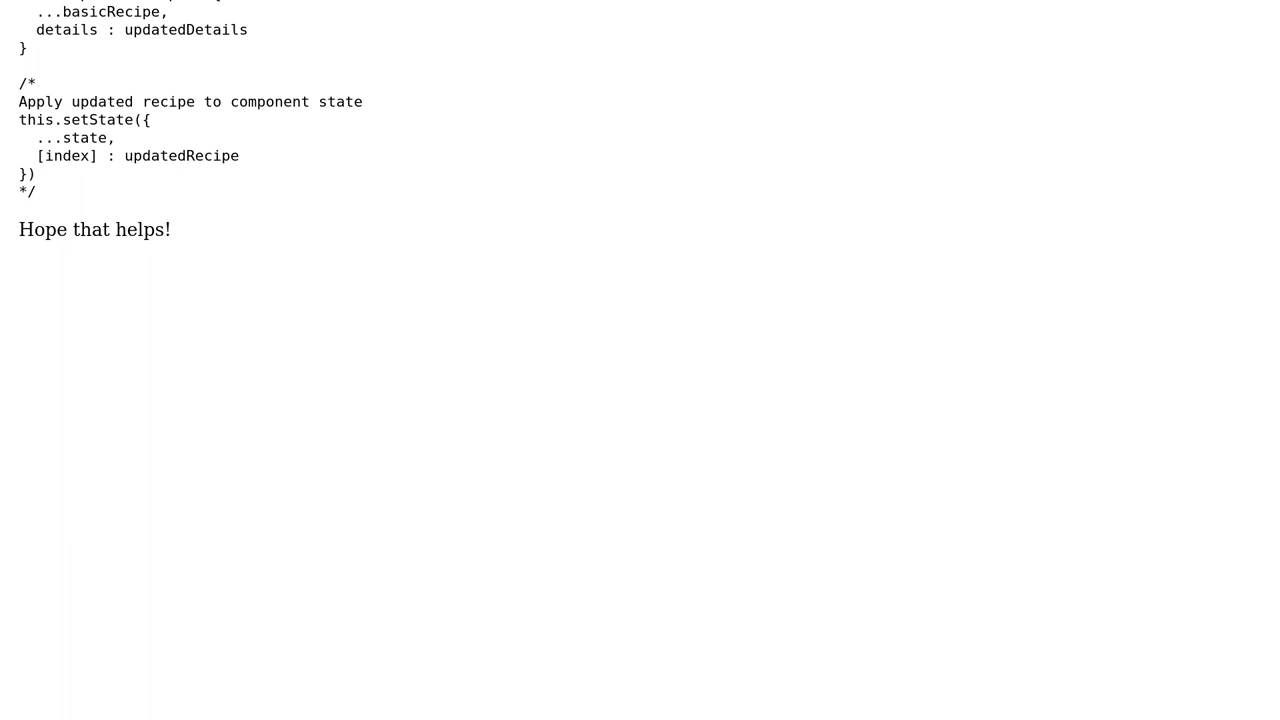 ...basicRecipe,
details : updatedDetails
}
/*
Apply updated recipe to component state
this.setState({
...state,
[index] : updatedRecipe
})
*/
Hope that helps!